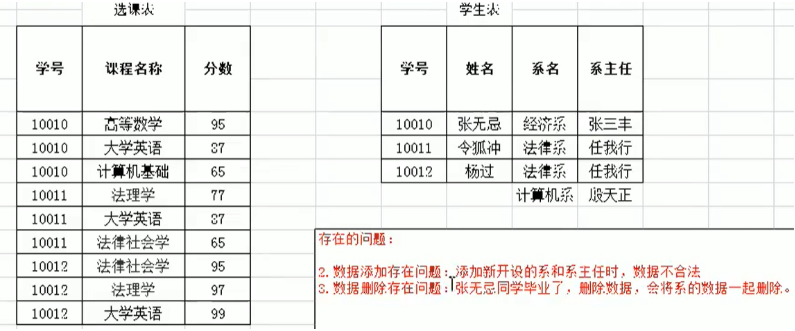 选课表
学号 课程名称 分数
10010 高等数学 95
10010 大学英语 87
10010 计算机基础 65
10011 法理学 77
10011 大学英语 87
10011 法律社会学 65
10012 法律社会学 95
10012 法理学 97
10012 大学英语 99
学生表
学号 姓名 系名 系主任
10010 张无忌 经济系 张三丰
10011 令狐冲 法律系 任我行
10012 杨过 法律系 任我行
计算机系 殷天正
存在的问题：
2.数据添加存在问题：添加新开设的系和系主任时，数据不合法
3.数据删除存在问题：张无忌同学毕业了，删除数据，会将系的数据一起删除。